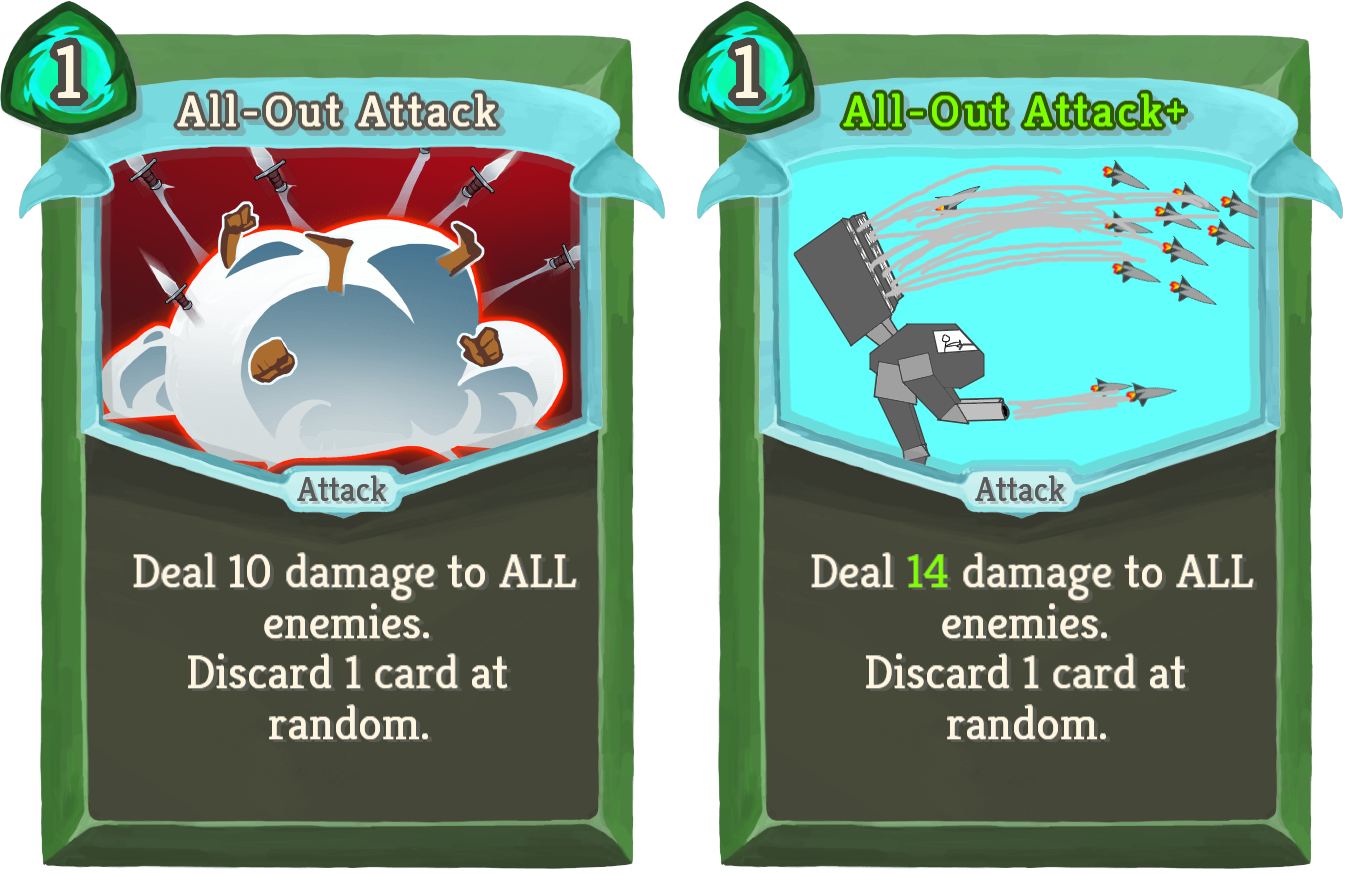 1
All-Out Attack
Attack
Deal 10 damage to ALL
enemies.
Discard 1 card at
random.
1
All-Out Attack+
Attack
Deal 14 damage to ALL
enemies.
Discard 1 card at
random.